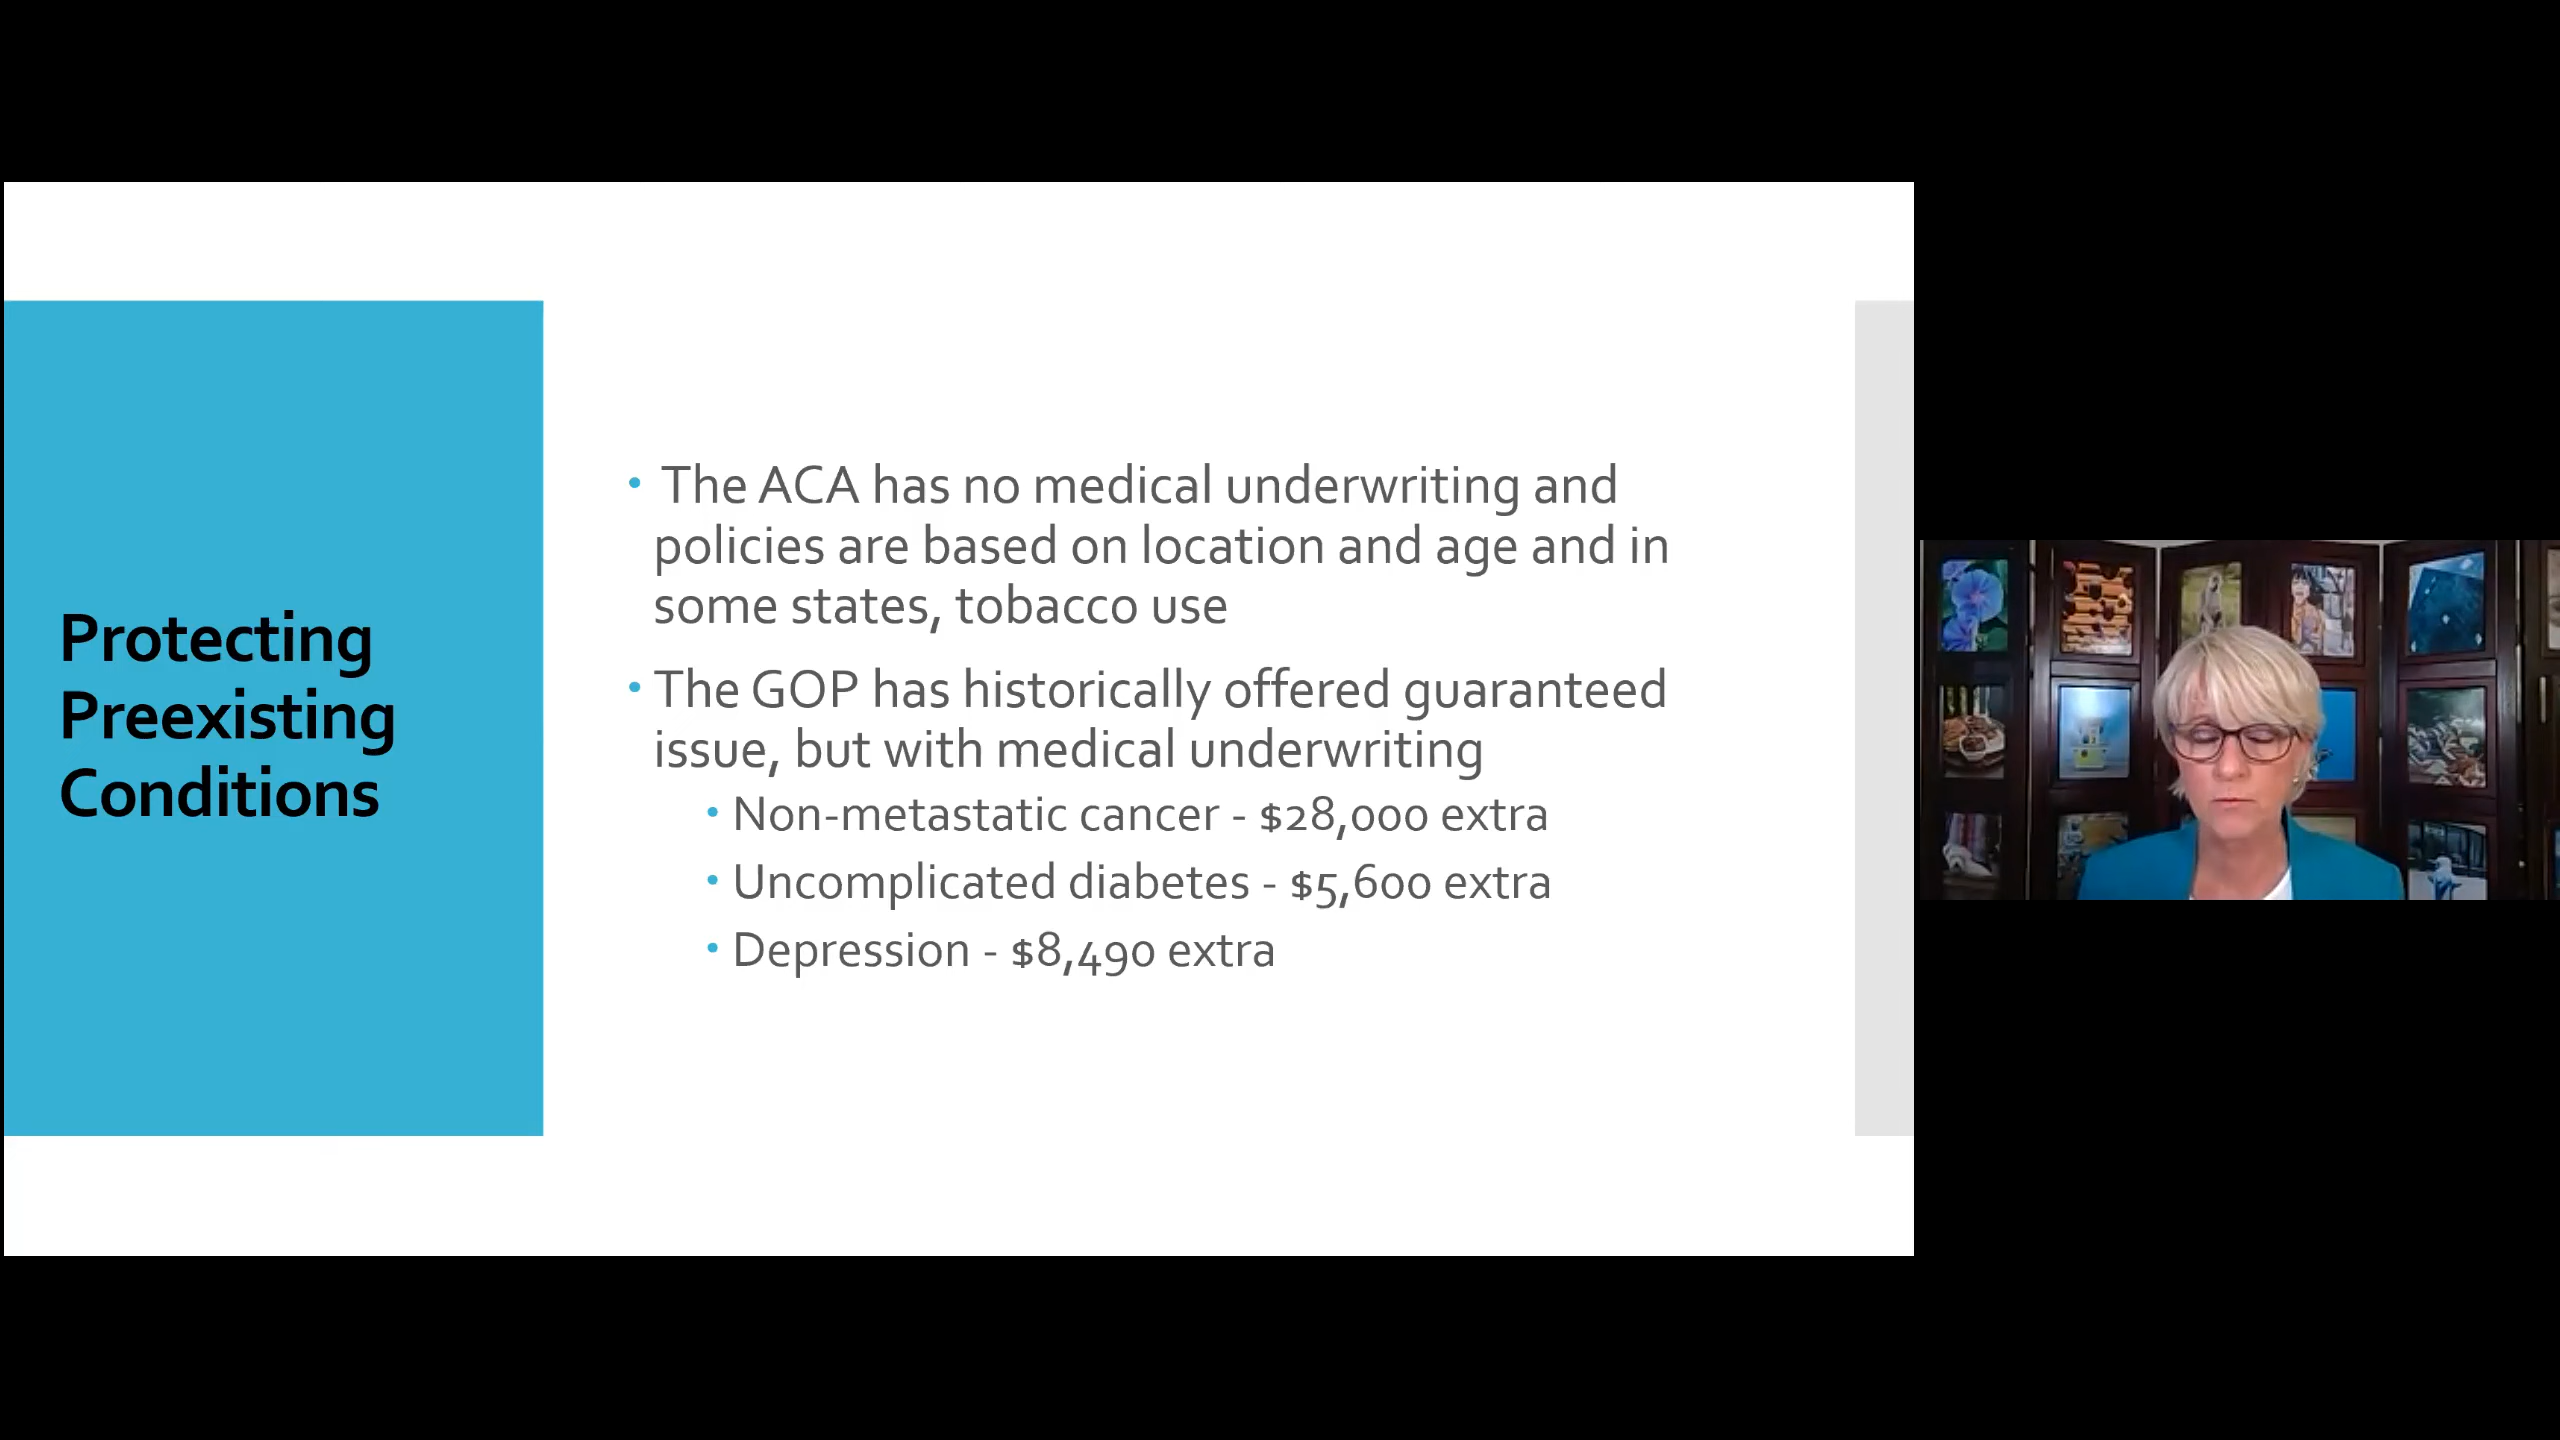 Protecting
Preexisting
Conditions
• The ACA has no medical underwriting and
policies are based on location and age and in
some states, tobacco use
• The GOP has historically offered guaranteed
issue, but with medical underwriting
• Non-metastatic cancer - $28,000 extra
• Uncomplicated diabetes - $5,600 extra
• Depression - $8,490 extra